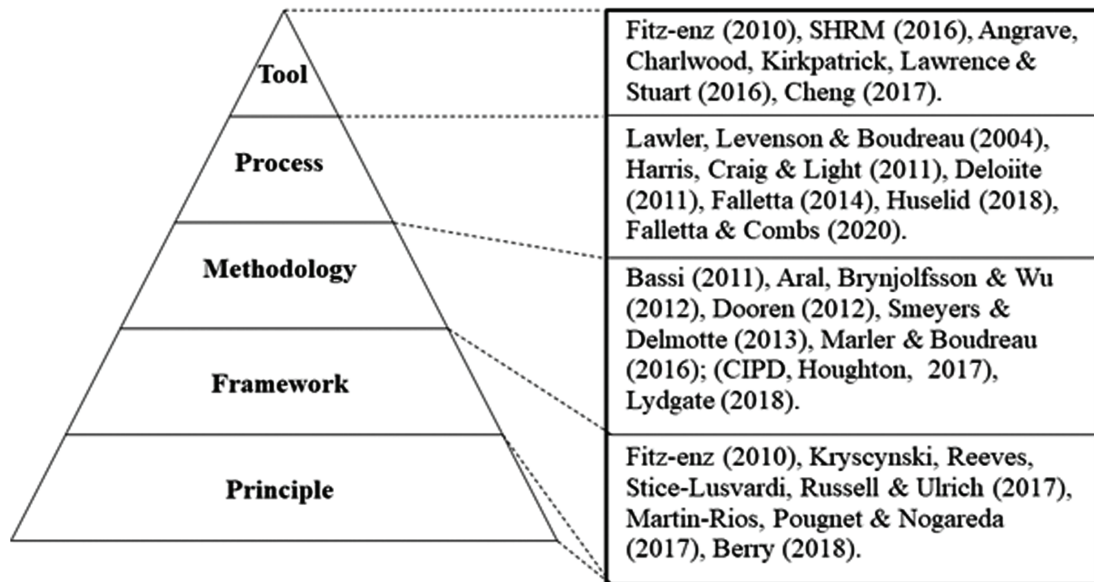 Tool
Process
Methodology
Framework
Principle
Fitz-enz (2010), SHRM (2016), Angrave,
Charlwood, Kirkpatrick, Lawrence &
Stuart (2016), Cheng (2017).
Lawler, Levenson & Boudreau (2004),
Harris, Craig & Light (2011), Deloiite
(2011), Falletta (2014), Huselid (2018),
Falletta & Combs (2020).
Bassi (2011), Aral, Brynjolfsson & Wu
(2012), Dooren (2012), Smeyers &
Delmotte (2013), Marler & Boudreau
(2016); (CIPD, Houghton, 2017),
Lydgate (2018).
Fitz-enz (2010), Kryscynski, Reeves,
Stice-Lusvardi, Russell & Ulrich (2017),
Martin-Rios, Pougnet & Nogareda
(2017), Berry (2018).